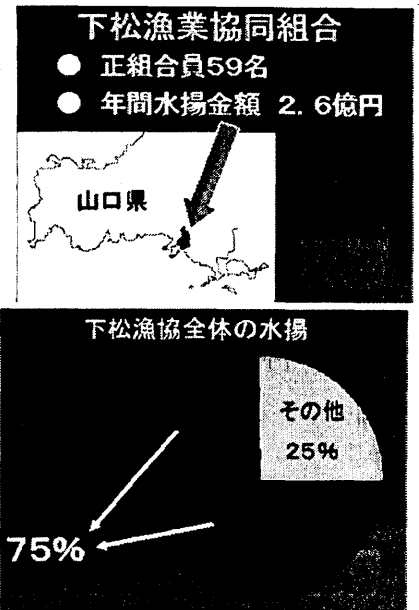 下松漁業協同組合
● 正組合員59名
● 年間水揚金額 2.6億円
山口県
下松漁協全体の水揚
その他
25%
75%